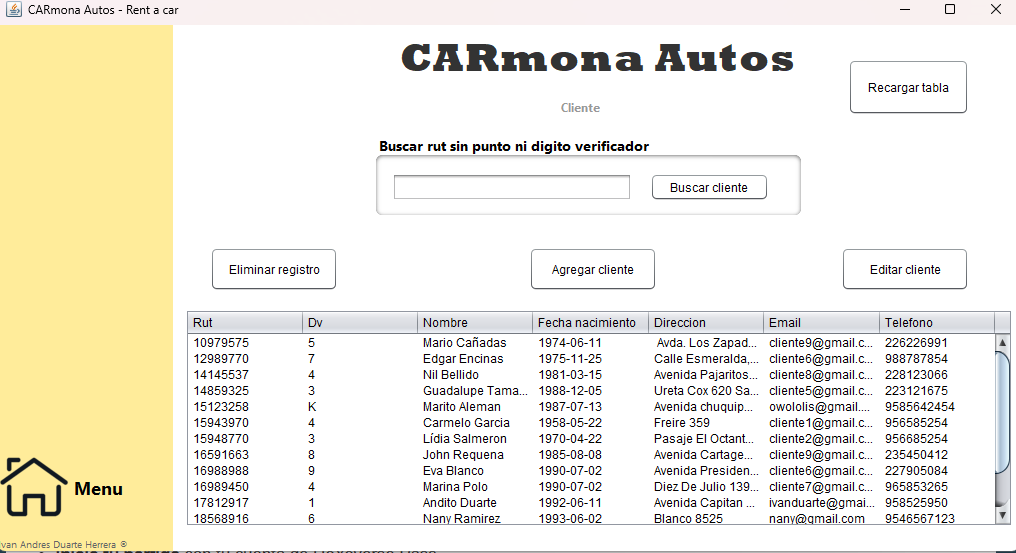 CARmona Autos - Rent a car
CARmona Autos
Recargar tabla
Cliente
Buscar rut sin punto ni digito verificador
Buscar cliente
Eliminar registro Agregar cliente Editar cliente
Rut Dv Nombre Fecha nacimiento Direccion Email Telefono
10979575 5 Mario Cañadas 1974-06-11 Avda. Los Zapad... cliente9@gmail.c... 226226991
12989770 7 Edgar Encinas 1975-11-25 Calle Esmeralda,... cliente6@gmail.c... 988787854
14145537 4 Nil Bellido 1981-03-15 Avenida Pajaritos... cliente8@gmail.c... 228123066
14859325 3 Guadalupe Tama... 1988-12-05 Ureta Cox 620 Sa... cliente5@gmail.c... 223121675
15123258 K Marito Aleman 1987-07-13 Avenida chuquip... owololis@gmail.... 9585642454
15943970 4 Carmelo Garcia 1958-05-22 Freire 359 cliente1@gmail.c... 956585254
15948770 3 Lídia Salmeron 1970-04-22 Pasaje El Octant... cliente2@gmail.c... 956685254
16591663 8 John Requena 1985-08-08 Avenida Cartage... cliente9@gmail.c... 235450412
16988988 9 Eva Blanco 1990-07-02 Avenida Presiden... cliente6@gmail.c... 227905084
16989450 4 Marina Polo 1990-07-02 Diez De Julio 139... cliente7@gmail.c... 965853265
17812917 1 Andito Duarte 1992-06-11 Avenida Capitan ... ivanduarte@gmai... 958525950
18568916 6 Nany Ramirez 1993-06-02 Blanco 8525 nany@gmail.com 9546567123
Menu
Ivan Andres Duarte Herrera ®